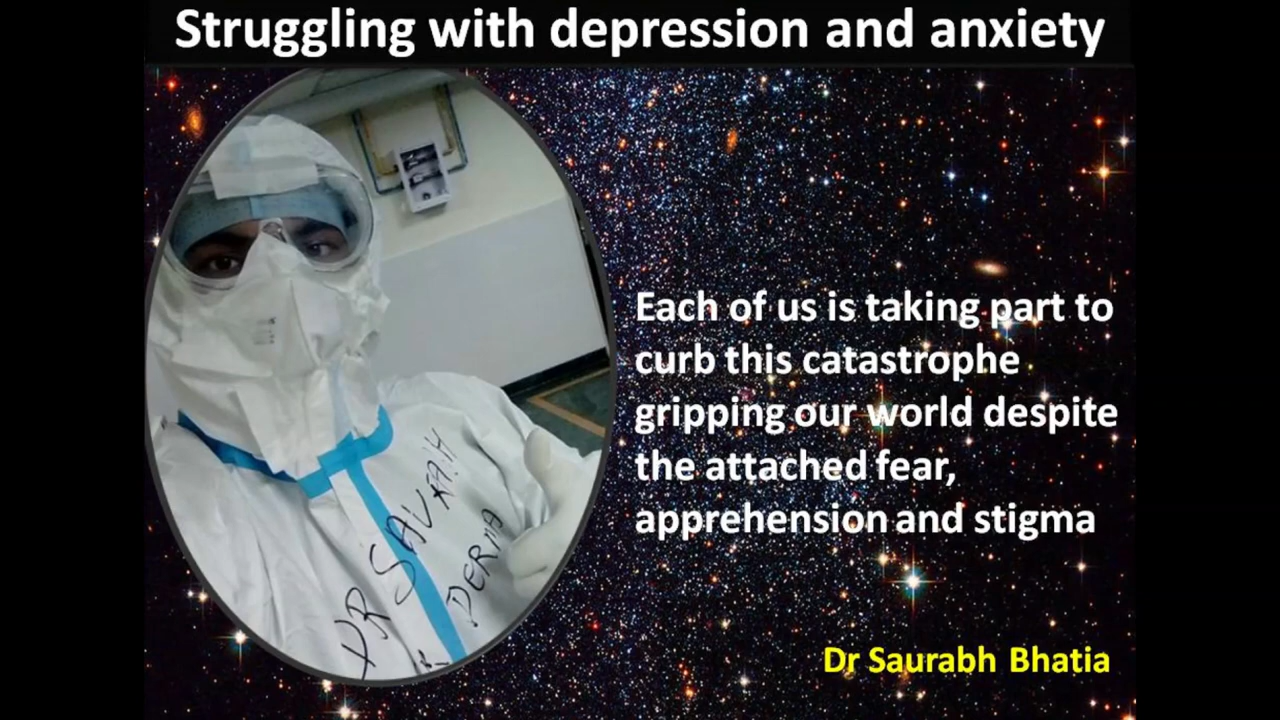 Struggling with depression and anxiety
Each of us is taking part to
curb this catastrophe
gripping our world despite
the attached fear,
apprehension and stigma
Dr Saurabh Bhatia
DR SAURABH
DERMA